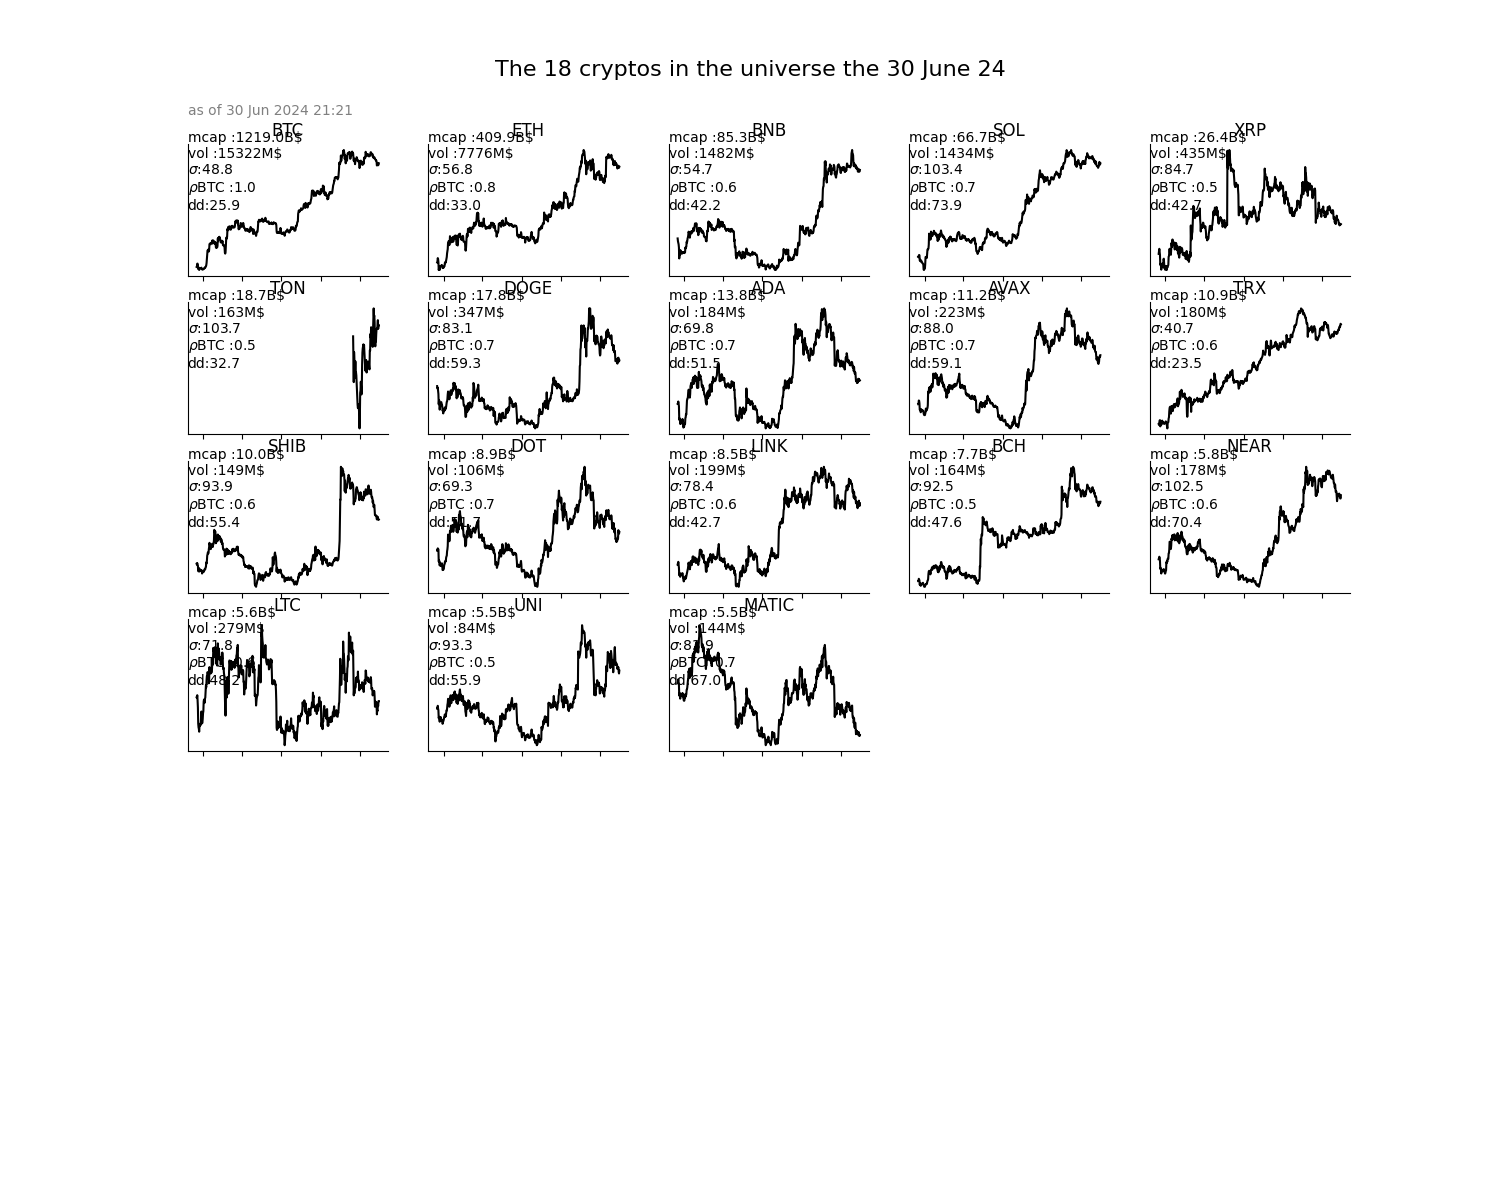 The 18 cryptos in the universe the 30 June 24
as of 30 Jun 2024 21:21
BTC
mcap :1219.0B$
vol :15322M$
σ:48.8
ρBTC :1.0
dd:25.9
ETH
mcap :409.9B$
vol :7776M$
σ:56.8
ρBTC :0.8
dd:33.0
BNB
mcap :85.3B$
vol :1482M$
σ:54.7
ρBTC :0.6
dd:42.2
SOL
mcap :66.7B$
vol :1434M$
σ:103.4
ρBTC :0.7
dd:73.9
XRP
mcap :26.4B$
vol :435M$
σ:84.7
ρBTC :0.5
dd:42.7
TON
mcap :18.7B$
vol :163M$
σ:103.7
ρBTC :0.5
dd:32.7
DOGE
mcap :17.8B$
vol :347M$
σ:83.1
ρBTC :0.7
dd:59.3
ADA
mcap :13.8B$
vol :184M$
σ:69.8
ρBTC :0.7
dd:51.5
AVAX
mcap :11.2B$
vol :223M$
σ:88.0
ρBTC :0.7
dd:59.1
TRX
mcap :10.9B$
vol :180M$
σ:40.7
ρBTC :0.6
dd:23.5
SHIB
mcap :10.0B$
vol :149M$
σ:93.9
ρBTC :0.6
dd:55.4
DOT
mcap :8.9B$
vol :106M$
σ:69.3
ρBTC :0.7
LINK
mcap :8.5B$
vol :199M$
σ:78.4
ρBTC :0.6
dd:42.7
BCH
mcap :7.7B$
vol :164M$
σ:92.5
ρBTC :0.5
dd:47.6
NEAR
mcap :5.8B$
vol :178M$
σ:102.5
ρBTC :0.6
dd:70.4
LTC
mcap :5.6B$
vol :279M$
σ:71.8
ρBTC
dd:48.2
UNI
mcap :5.5B$
vol :84M$
σ:93.3
ρBTC :0.5
dd:55.9
MATIC
mcap :5.5B$
vol :144M$
ρBTC :0.7
dd:67.0